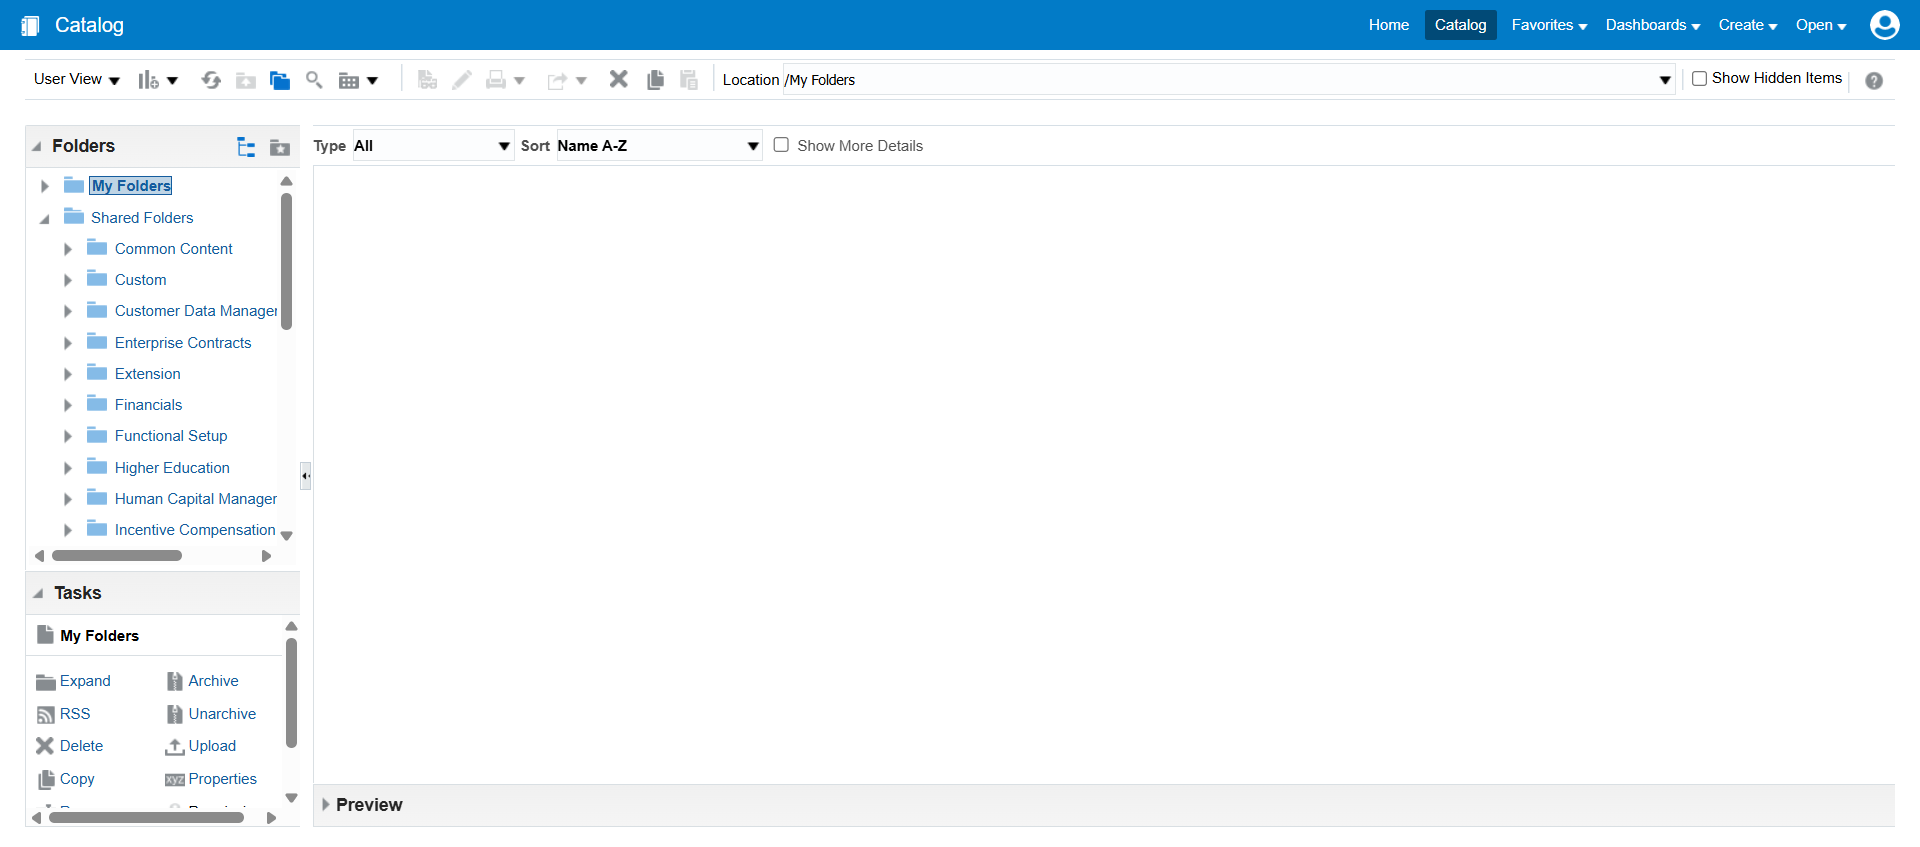 Catalog
Home Catalog Favorites Dashboards Create Open
User View
Location /My Folders
Show Hidden Items
Folders
Type All Sort Name A-Z Show More Details
My Folders
Shared Folders
Common Content
Custom
Customer Data Manager
Enterprise Contracts
Extension
Financials
Functional Setup
Higher Education
Human Capital Manager
Incentive Compensation
Tasks
My Folders
Expand Archive
RSS Unarchive
Delete Upload
Copy xyz Properties
Preview